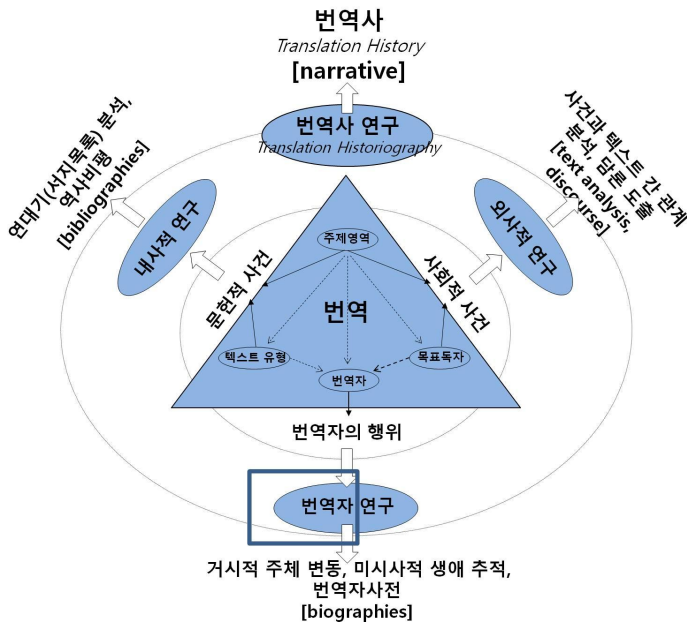 번역사
Translation History
[narrative]
번역사 연구
Translation Historiography
연대기(서지목록) 분석,
역사비평
[bibliographies]
내사적 연구
사건과 텍스트 간 관계
분석, 담론 도출
[text analysis,
discourse]
외사적 연구
주제영역
문헌적 사건
사회적 사건
번역
텍스트 유형
목표독자
번역자
번역자의 행위
번역자 연구
거시적 주체 변동, 미시사적 생애 추적,
번역자사전
[biographies]